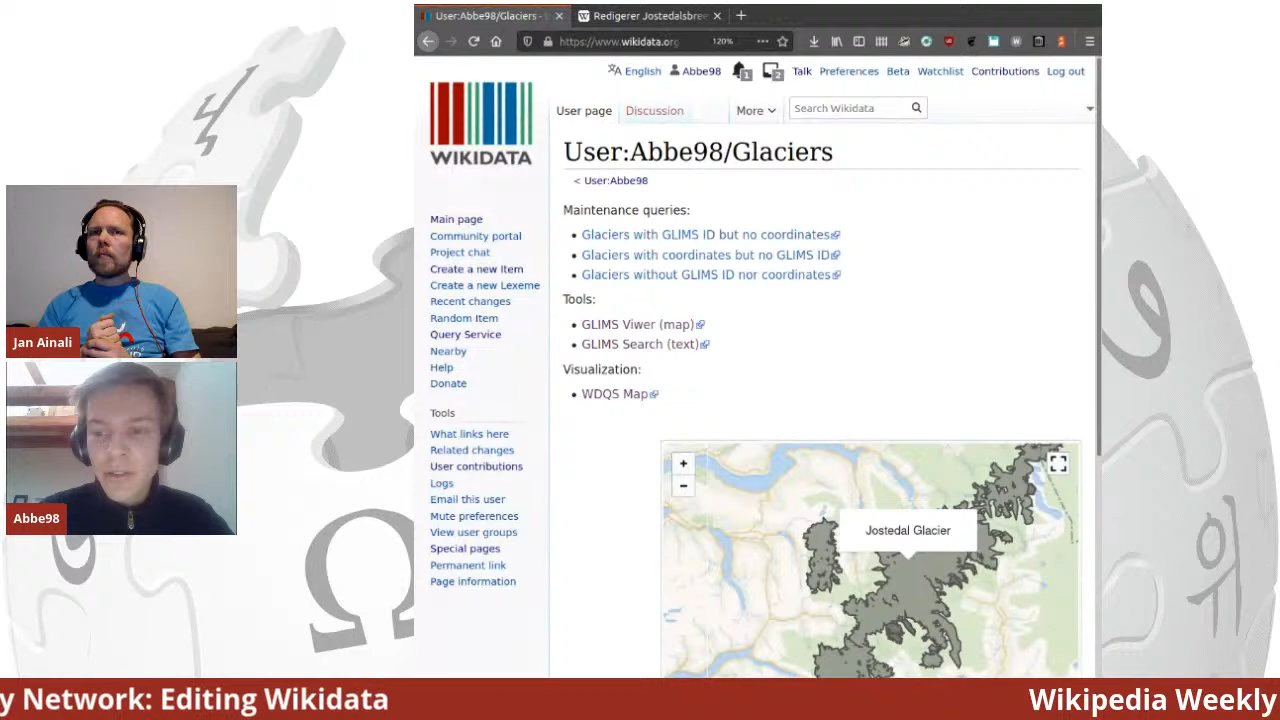 User:Abbe98/Glaciers -
Redigerer Jostedalsbree
https://www.wikidata.org
120%
English
Abbe98
1
2
Talk
Preferences
Beta
Watchlist
Contributions
Log out
User page
Discussion
More
Search Wikidata
WIKIDATA
User:Abbe98/Glaciers
< User:Abbe98
Main page
Community portal
Project chat
Create a new Item
Create a new Lexeme
Recent changes
Random Item
Query Service
Nearby
Help
Donate
Tools
What links here
Related changes
User contributions
Logs
Email this user
Mute preferences
View user groups
Special pages
Permanent link
Page information
Maintenance queries:
Glaciers with GLIMS ID but no coordinates
Glaciers with coordinates but no GLIMS ID
Glaciers without GLIMS ID nor coordinates
Tools:
GLIMS Viwer (map)
GLIMS Search (text)
Visualization:
WDQS Map
+
−
Jostedal Glacier
Jan Ainali
Abbe98
Ω
위
y Network: Editing Wikidata
Wikipedia Weekly